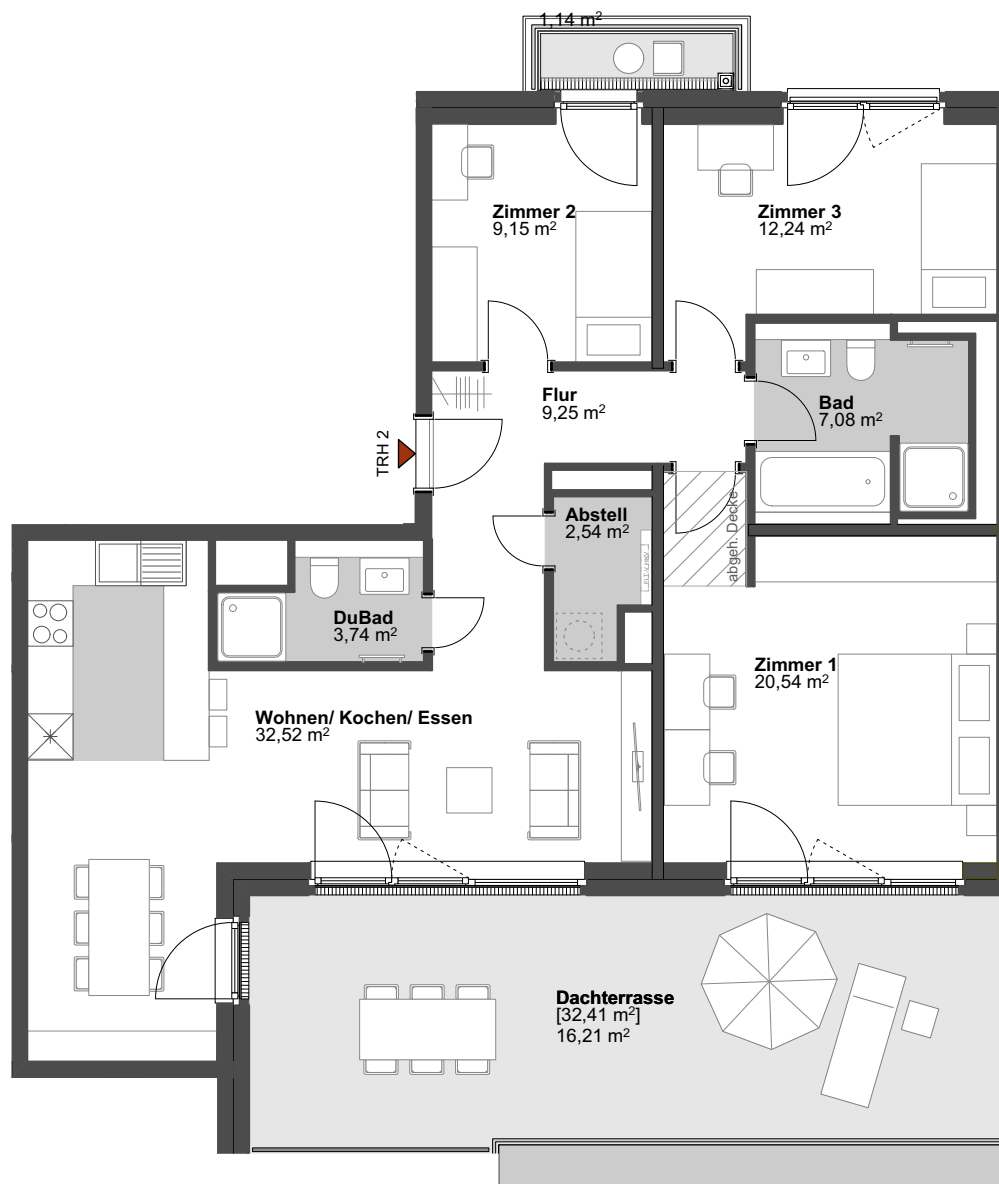 1,14 m²
Zimmer 2
9,15 m²
Zimmer 3
12,24 m²
Flur
9,25 m²
Bad
7,08 m²
TRH 2
Abstell
2,54 m²
abgeh. Decke
DuBad
3,74 m²
Zimmer 1
20,54 m²
Wohnen/ Kochen/ Essen
32,52 m²
Dachterrasse
[32,41 m²]
16,21 m²